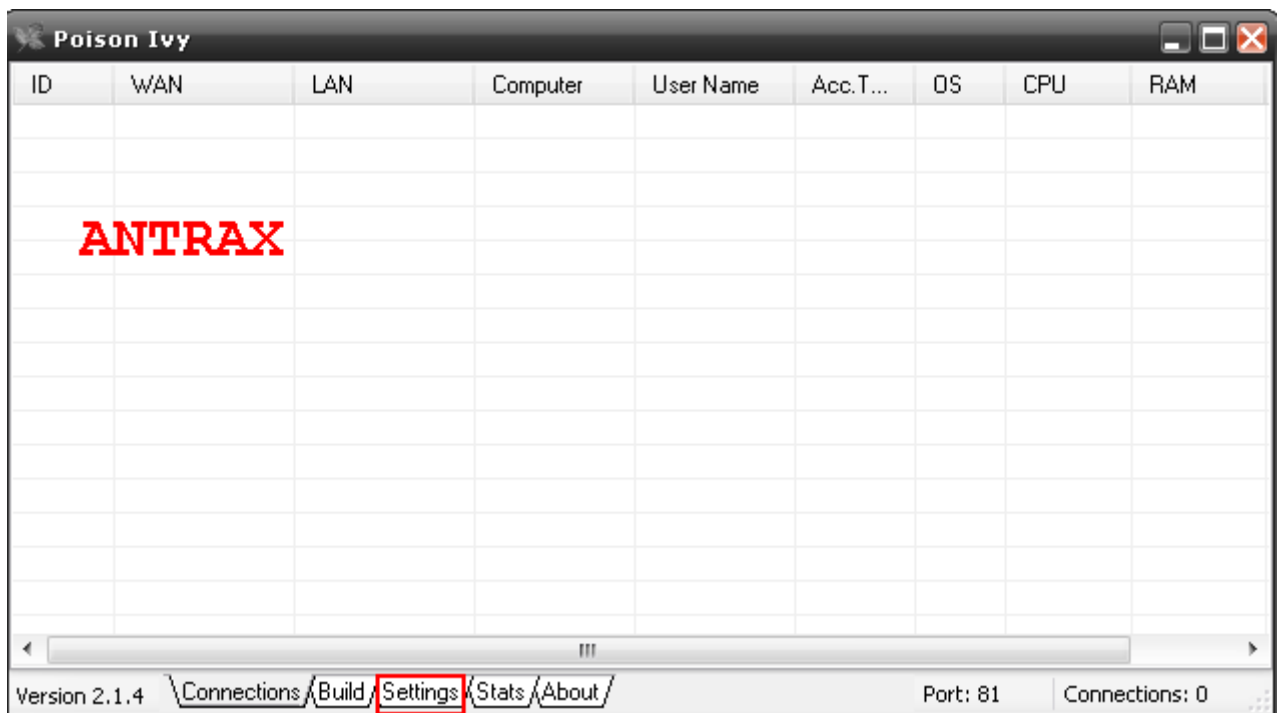 Poison Ivy
ID WAN LAN Computer User Name Acc.T... OS CPU RAM
ANTRAX
Version 2.1.4 Connections Build Settings Stats About Port: 81 Connections: 0